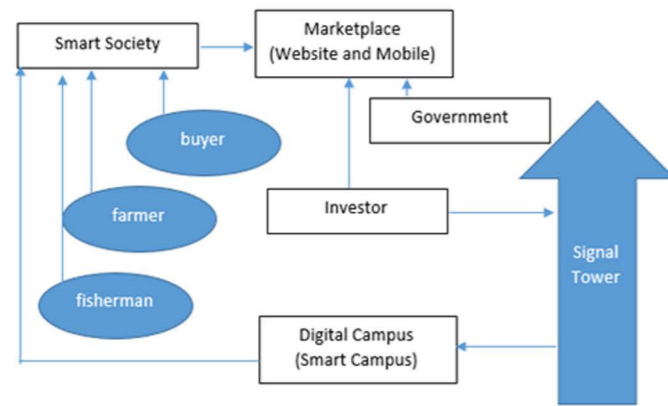 Marketplace
(Website and Mobile)
Smart Society
Government
buyer
farmer
Investor
Signal
Tower
fisherman
Digital Campus
(Smart Campus)